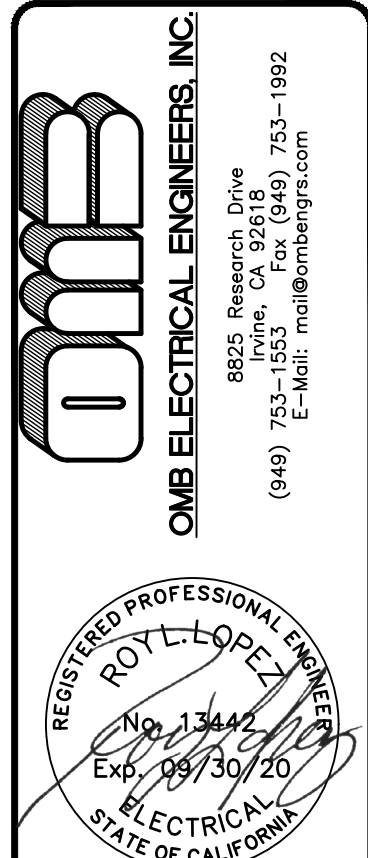 OMB
OMB ELECTRICAL ENGINEERS, INC.
8825 Research Drive
Irvine, CA 92618
(949) 753-1553 Fax (949) 753-1992
E-Mail: mail@ombengrs.com
REGISTERED PROFESSIONAL ENGINEER
ROY L. LOPEZ
No. 13442
Exp. 09/30/20
ELECTRICAL
STATE OF CALIFORNIA